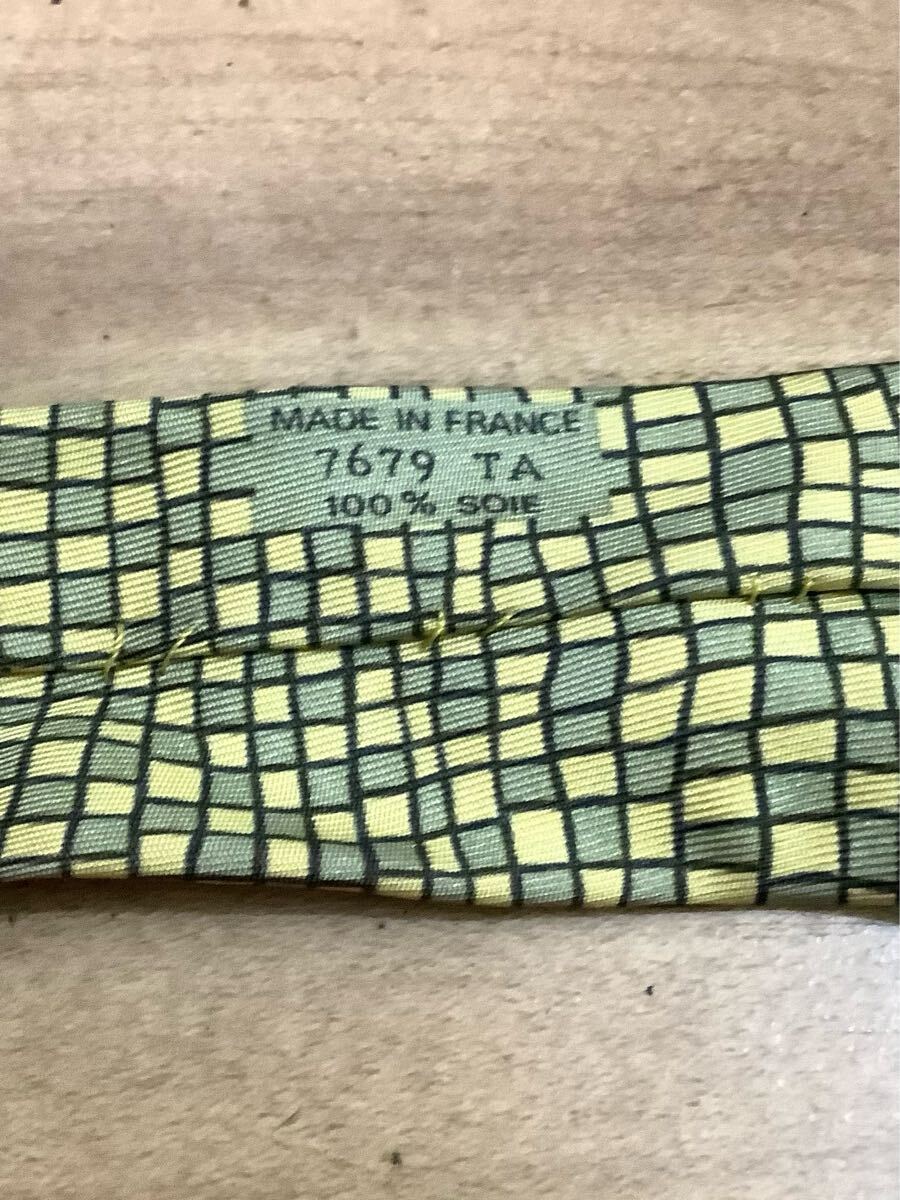 MADE IN FRANCE
7679 TA
100% SOIE